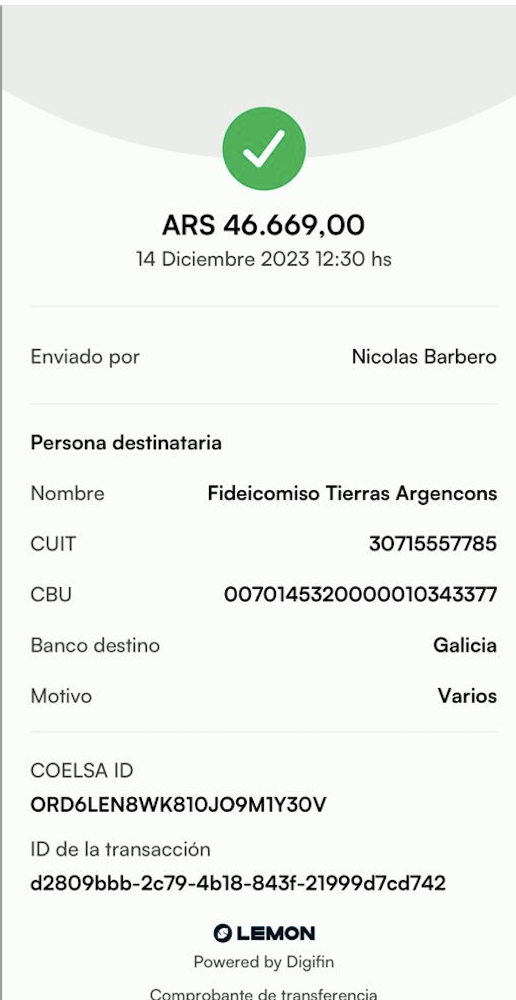 ARS 46.669,00
14 Diciembre 2023 12:30 hs
Enviado por Nicolas Barbero
Persona destinataria
Nombre Fideicomiso Tierras Argencons
CUIT 30715557785
CBU 0070145320000010343377
Banco destino Galicia
Motivo Varios
COELSA ID
ORD6LEN8WK810JO9M1Y30V
ID de la transacción
d2809bbb-2c79-4b18-843f-21999d7cd742
LEMON
Powered by Digifin
Comprobante de transferencia